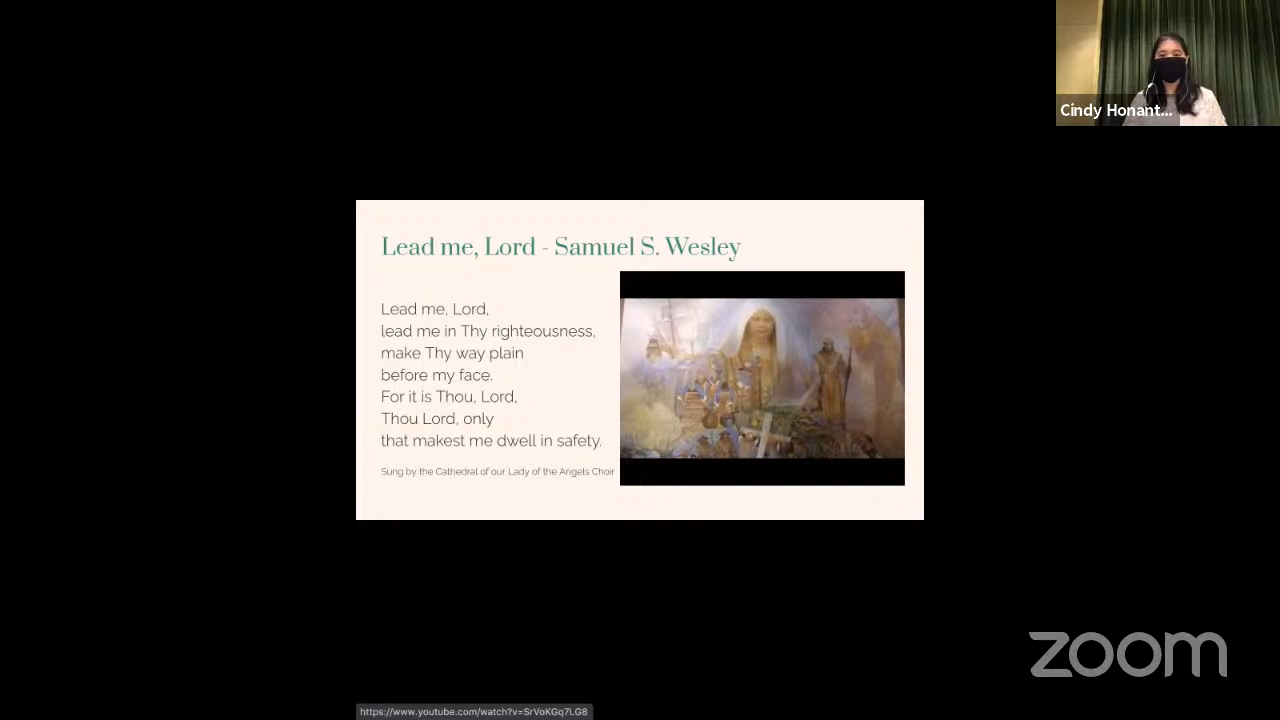 Cindy Honant...
Lead me, Lord - Samuel S. Wesley
Lead me, Lord,
lead me in Thy righteousness,
make Thy way plain
before my face.
For it is Thou, Lord,
Thou Lord, only
that makest me dwell in safety.
Sung by the Cathedral of our Lady of the Angels Choir
zoom
https://www.youtube.com/watch?v=SrVoKGq7LG8